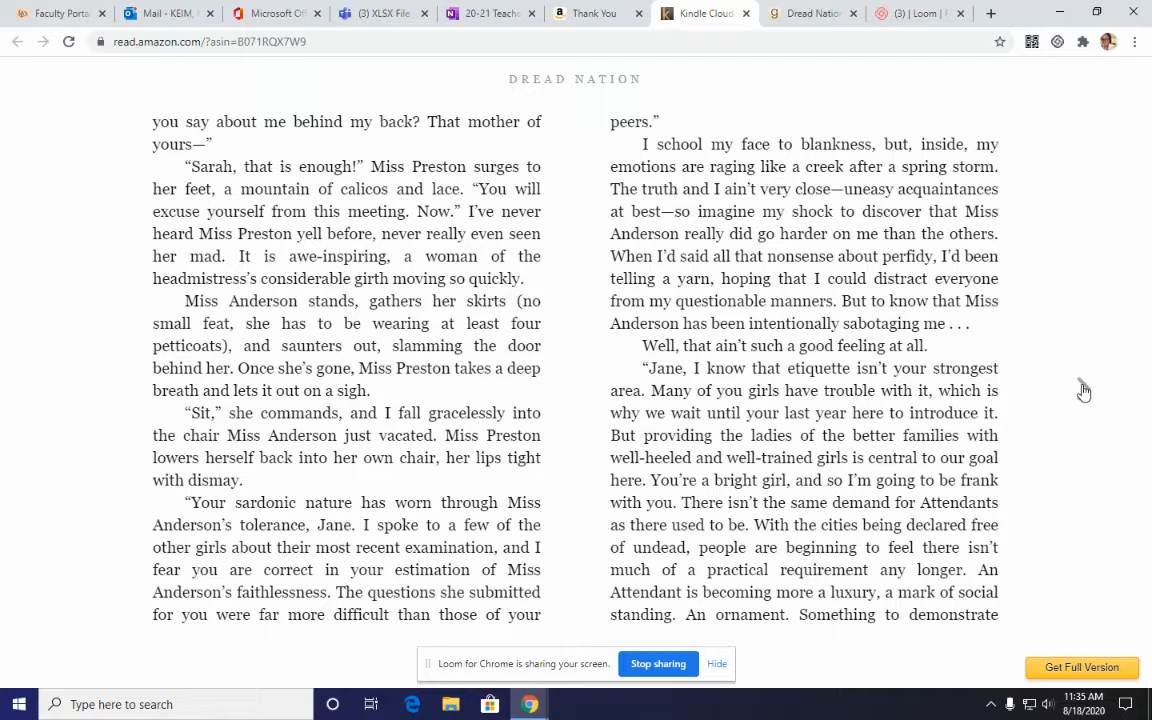 Faculty Porta
Mail - KEIM,
Microsoft Of
(3) XLSX File
20-21 Teache
Thank You
Kindle Cloud
Dread Natio
(3) | Loom | F
read.amazon.com/?asin=B071RQX7W9
DREAD NATION
you say about me behind my back? That mother of
yours—”
“Sarah, that is enough!” Miss Preston surges to
her feet, a mountain of calicos and lace. “You will
excuse yourself from this meeting. Now.” I’ve never
heard Miss Preston yell before, never really even seen
her mad. It is awe-inspiring, a woman of the
headmistress’s considerable girth moving so quickly.
Miss Anderson stands, gathers her skirts (no
small feat, she has to be wearing at least four
petticoats), and saunters out, slamming the door
behind her. Once she’s gone, Miss Preston takes a deep
breath and lets it out on a sigh.
“Sit,” she commands, and I fall gracelessly into
the chair Miss Anderson just vacated. Miss Preston
lowers herself back into her own chair, her lips tight
with dismay.
“Your sardonic nature has worn through Miss
Anderson’s tolerance, Jane. I spoke to a few of the
other girls about their most recent examination, and I
fear you are correct in your estimation of Miss
Anderson’s faithlessness. The questions she submitted
for you were far more difficult than those of your
peers.”
I school my face to blankness, but, inside, my
emotions are raging like a creek after a spring storm.
The truth and I ain’t very close—uneasy acquaintances
at best—so imagine my shock to discover that Miss
Anderson really did go harder on me than the others.
When I’d said all that nonsense about perfidy, I’d been
telling a yarn, hoping that I could distract everyone
from my questionable manners. But to know that Miss
Anderson has been intentionally sabotaging me . . .
Well, that ain’t such a good feeling at all.
“Jane, I know that etiquette isn’t your strongest
area. Many of you girls have trouble with it, which is
why we wait until your last year here to introduce it.
But providing the ladies of the better families with
well-heeled and well-trained girls is central to our goal
here. You’re a bright girl, and so I’m going to be frank
with you. There isn’t the same demand for Attendants
as there used to be. With the cities being declared free
of undead, people are beginning to feel there isn’t
much of a practical requirement any longer. An
Attendant is becoming more a luxury, a mark of social
standing. An ornament. Something to demonstrate
Loom for Chrome is sharing your screen.
Stop sharing
Hide
Get Full Version
Type here to search
11:35 AM
8/18/2020